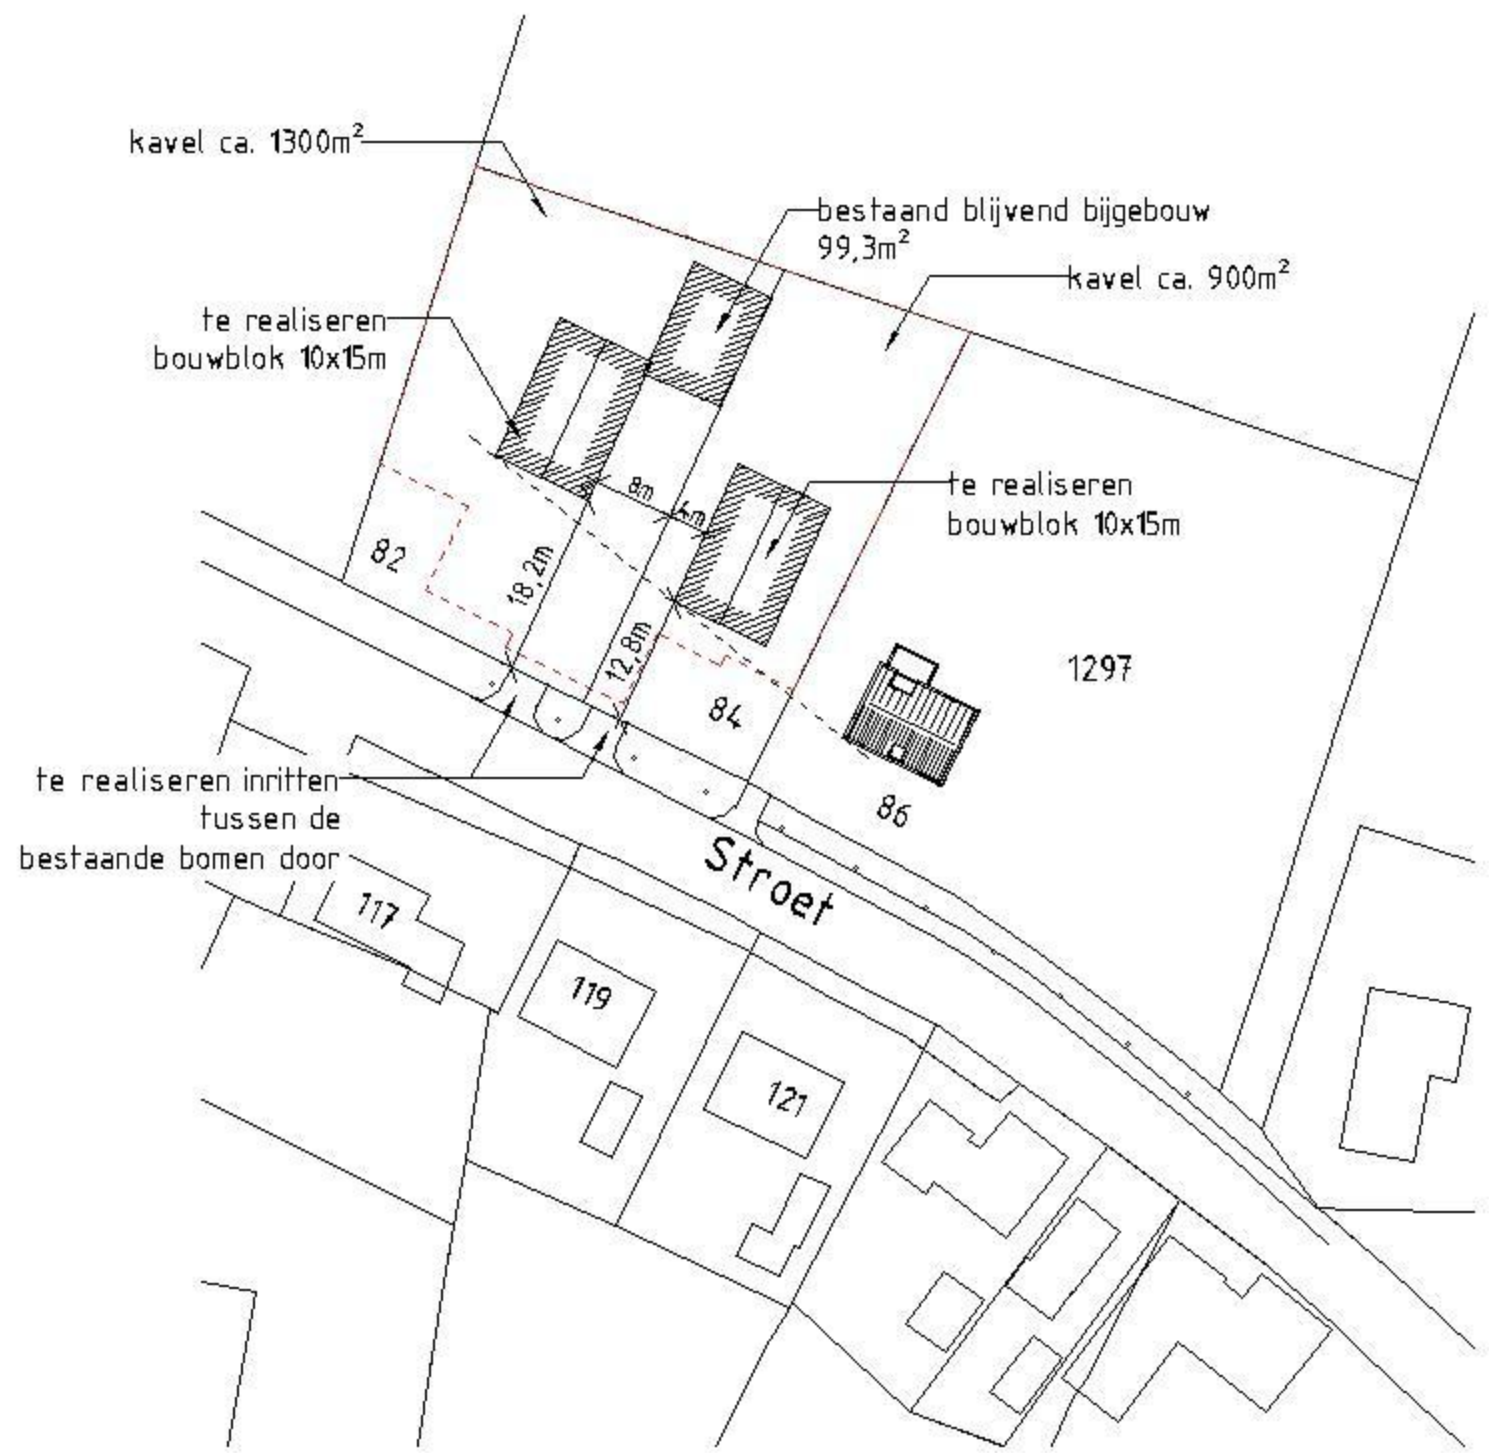 kavel ca. 1300m²
bestaand blijvend bijgebouw
99,3m²
kavel ca. 900m²
te realiseren
bouwblok 10x15m
te realiseren
bouwblok 10x15m
8m
4m
82
18,2m
12,8m
84
1297
86
te realiseren inritten
tussen de
bestaande bomen door
Stroet
117
119
121